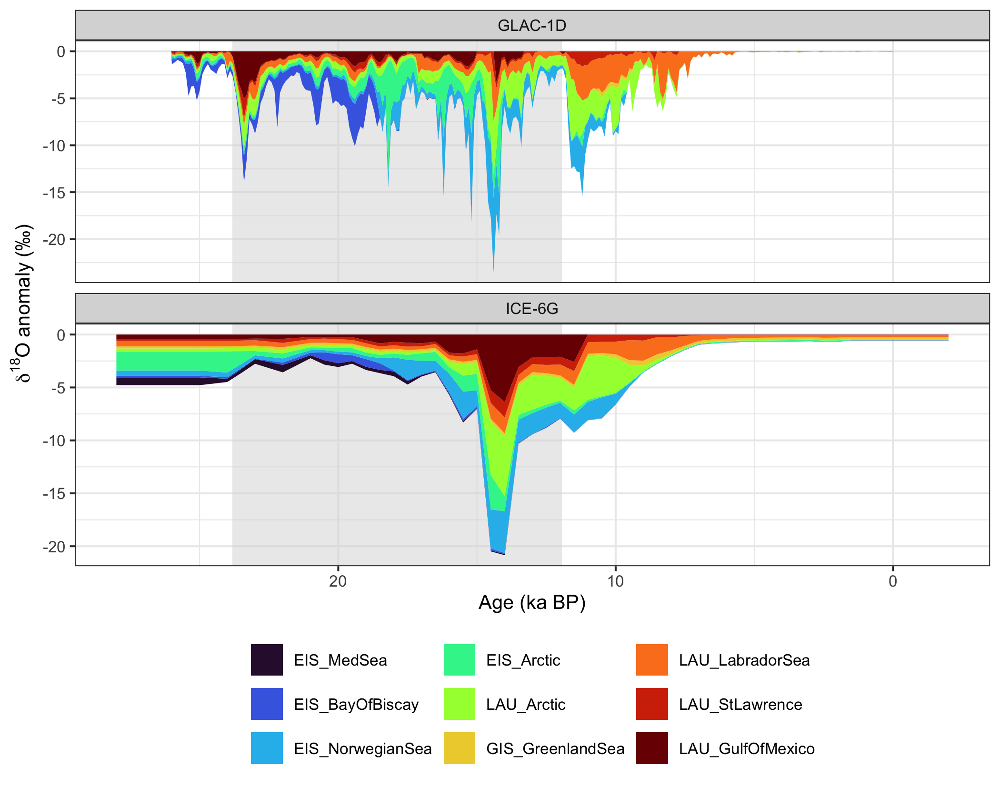 GLAC-1D
0
-5
-10
-15
-20
ICE-6G
0
-5
-10
-15
-20
δ18O anomaly (‰)
20 10 0
Age (ka BP)
EIS_MedSea EIS_Arctic LAU_LabradorSea
EIS_BayOfBiscay LAU_Arctic LAU_StLawrence
EIS_NorwegianSea GIS_GreenlandSea LAU_GulfOfMexico